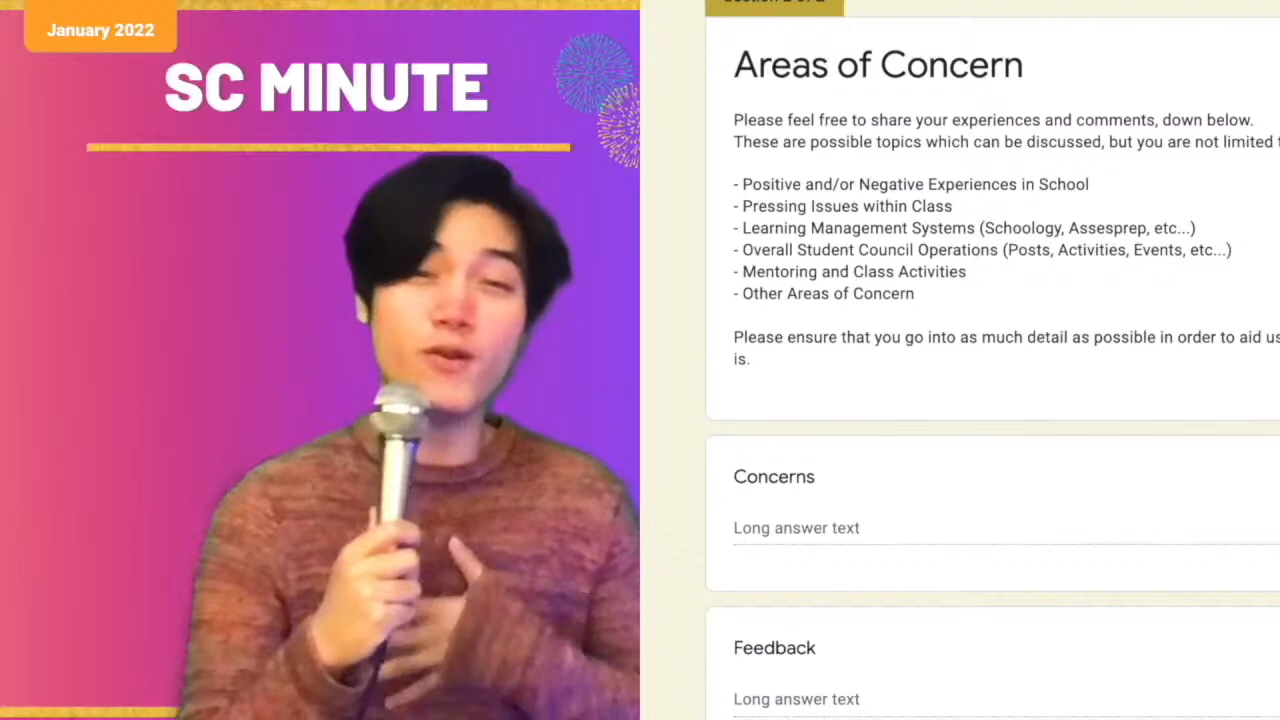 January 2022
SC MINUTE
Areas of Concern
Please feel free to share your experiences and comments, down below.
These are possible topics which can be discussed, but you are not limited
- Positive and/or Negative Experiences in School
- Pressing Issues within Class
- Learning Management Systems (Schoology, Assesprep, etc...)
- Overall Student Council Operations (Posts, Activities, Events, etc...)
- Mentoring and Class Activities
- Other Areas of Concern
Please ensure that you go into as much detail as possible in order to aid us
is.
Concerns
Long answer text
Feedback
Long answer text